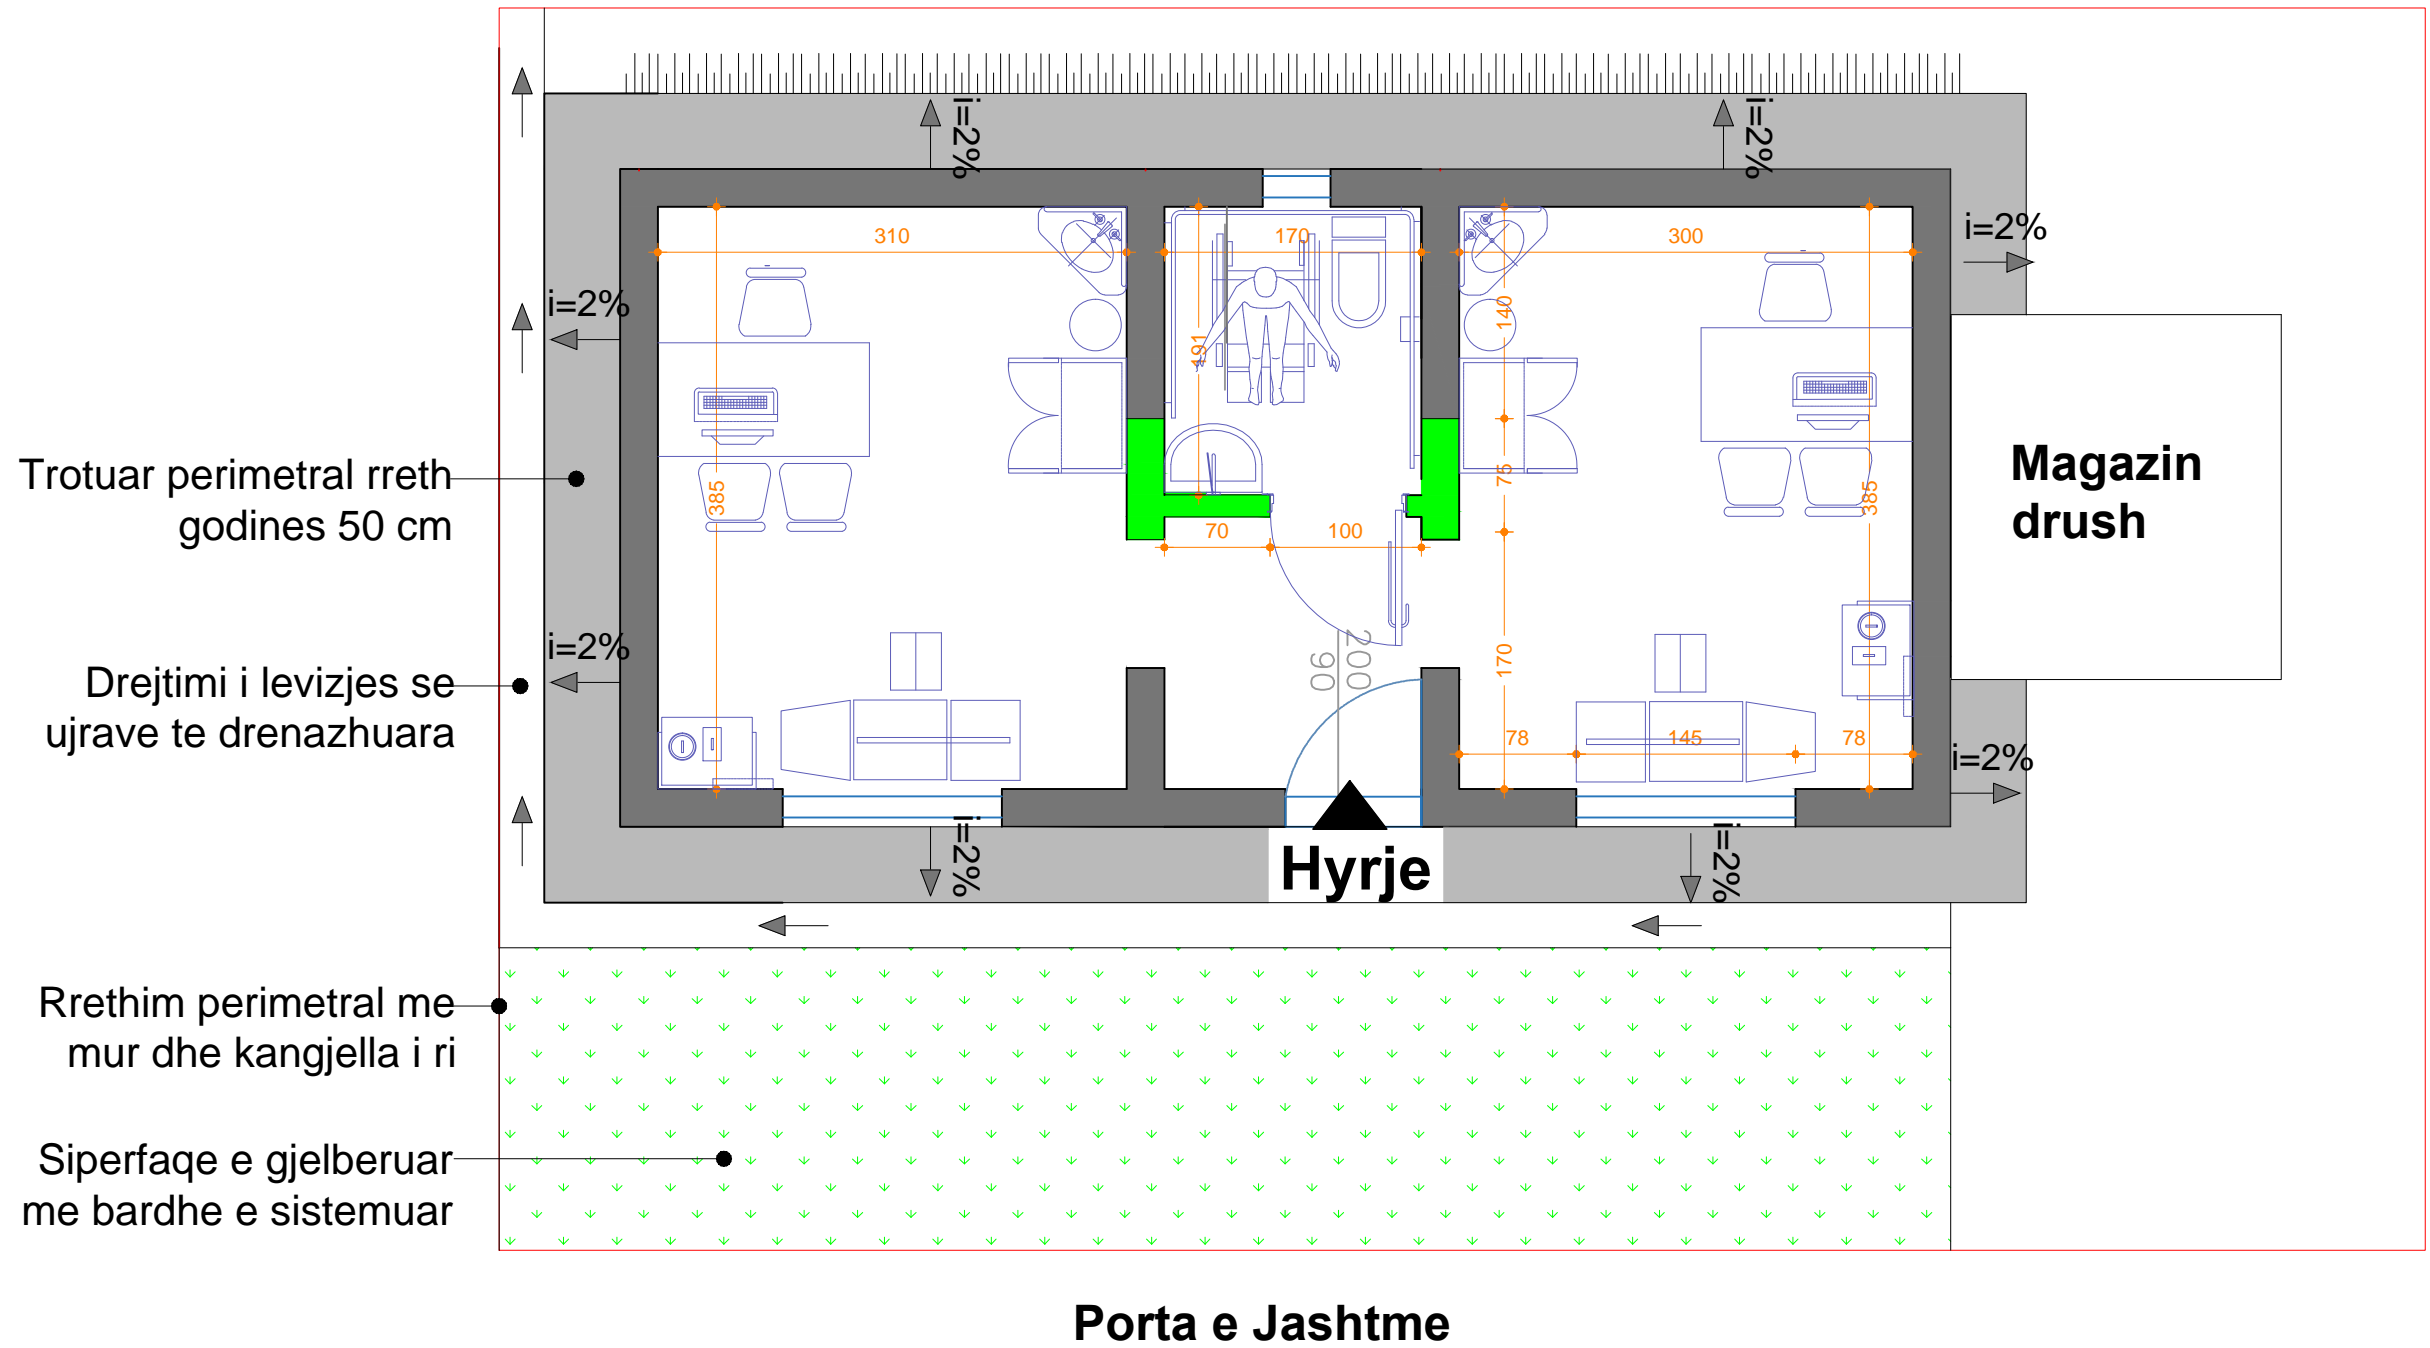 i=2%
i=2%
i=2%
310
170
300
i=2%
140
191
Magazin
drush
Trotuar perimetral rreth
godines 50 cm
385
75
385
70
100
i=2%
200
90
170
Drejtimi i levizjes se
ujrave te drenazhuara
78
145
78
i=2%
i=2%
i=2%
Hyrje
Rrethim perimetral me
mur dhe kangjella i ri
Siperfaqe e gjelberuar
me bardhe e sistemuar
Porta e Jashtme